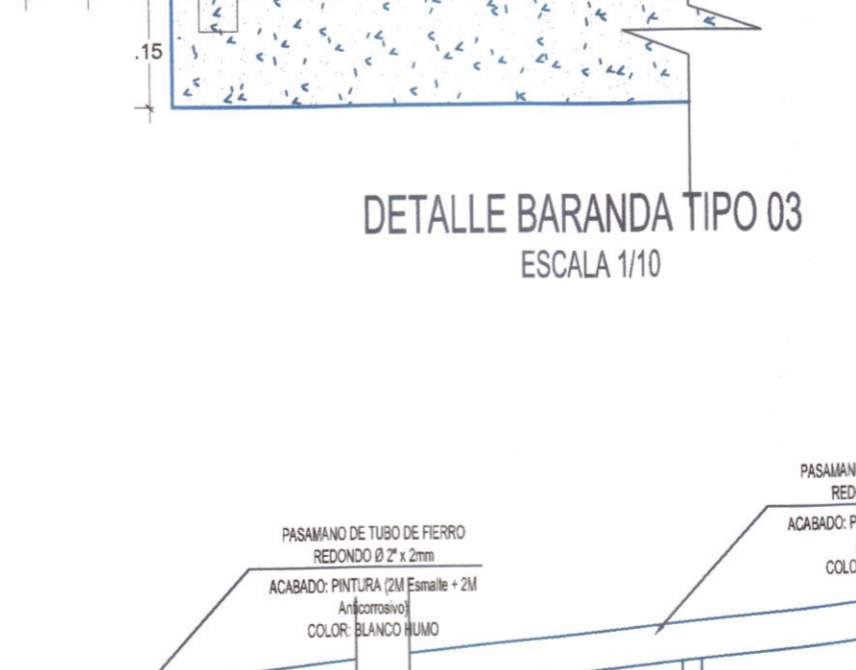 .15
DETALLE BARANDA TIPO 03
ESCALA 1/10
PASAMANO DE TUBO DE FIERRO
REDONDO Ø 2" x 2mm
ACABADO: PINTURA (2M Esmalte + 2M
Anticorrosivo)
COLOR: BLANCO HUMO
PASAMAN
RED
ACABADO: P
COLO